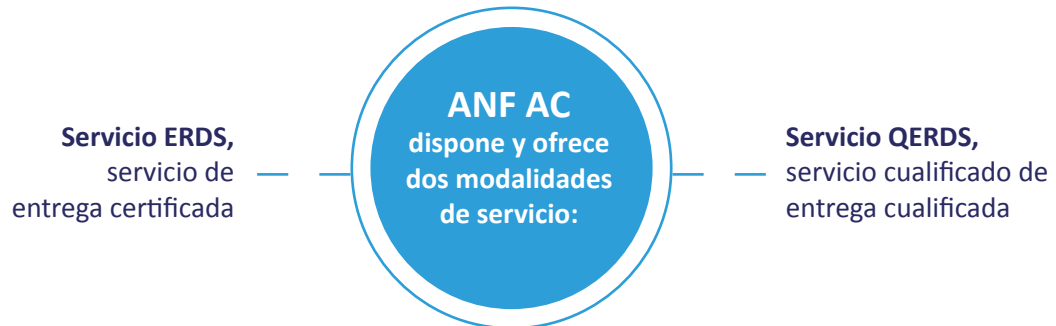 Servicio ERDS,
servicio de
entrega certificada
ANF AC
dispone y ofrece
dos modalidades
de servicio:
Servicio QERDS,
servicio cualificado de
entrega cualificada